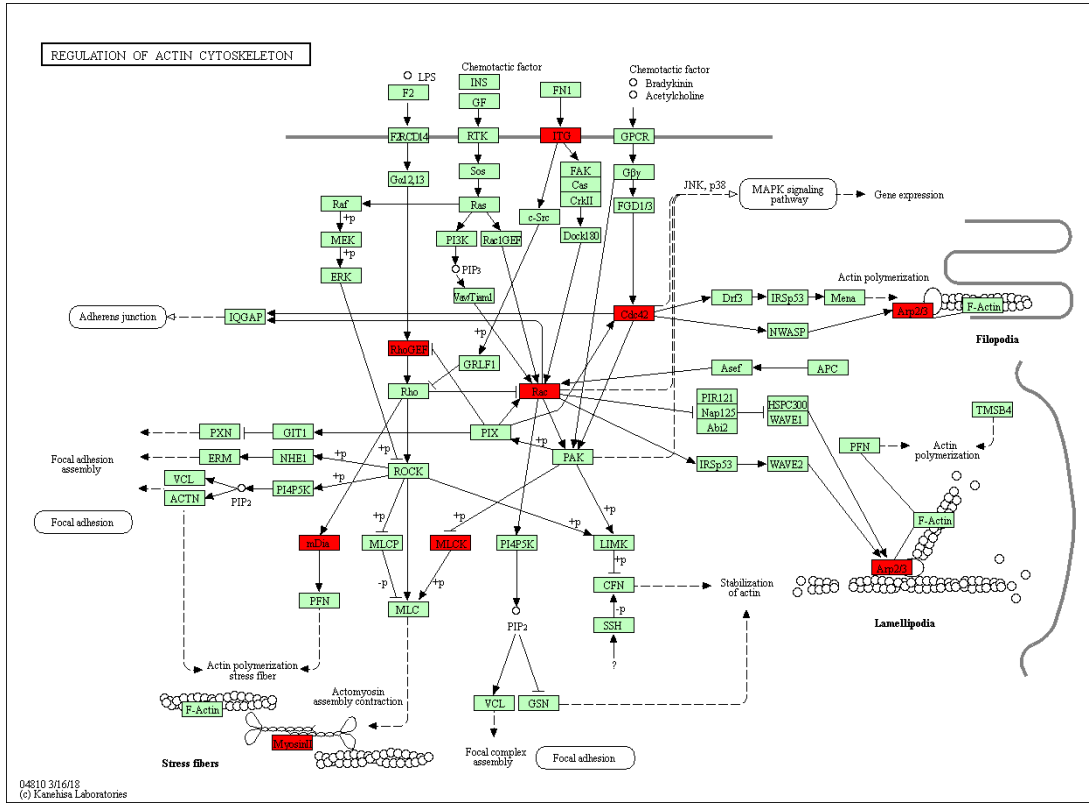 REGULATION OF ACTIN CYTOSKELETON
LPS
F2
Chemotactic factor
INS
GF
FN1
Chemotactic factor
Bradykinin
Acetylcholine
F2RCD14
RTK
ITG
GPCR
Gα12,13
Sos
FAK
Cas
CrkII
Gβγ
JNK, p38
MAPK signaling
pathway
Gene expression
Raf
+p
Ras
c-Src
FGD1/3
MEK
+p
PI3K
Rac1GEF
Dock180
ERK
PIP3
VavTiam1
Actin polymerization
Drf3
IRSp53
Mena
Arp2/3
F-Actin
Adherens junction
IQGAP
Cdc42
NWASP
Filopodia
+p
RhoGEF
GRLF1
Asef
APC
Rho
Rac
PIR121
Nap125
Abi2
HSPC300
WAVE1
TMSB4
PXN
GIT1
PIX
+p
PFN
Actin
polymerization
Focal adhesion
assembly
ERM
NHE1
+p
+p
ROCK
PAK
IRSp53
WAVE2
VCL
ACTN
PIP2
PI4P5K
+p
Focal adhesion
+p
+p
+p
+p
F-Actin
mDia
MLCP
MLCK
PI4P5K
LIMK
+p
Arp2/3
-p
+p
CFN
Stabilization
of actin
PFN
MLC
-p
PIP2
SSH
Lamellipodia
?
Actin polymerization
stress fiber
Actomyosin
assembly contraction
F-Actin
VCL
GSN
MyosinII
Stress fibers
Focal complex
assembly
Focal adhesion
04810 3/16/18
(c) Kanehisa Laboratories